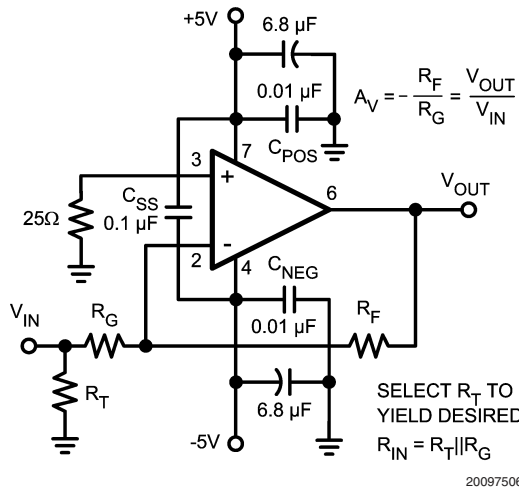 +5V
6.8 µF
0.01 µF
C_POS
A_V = - R_F / R_G = V_OUT / V_IN
7
3
+
6
V_OUT
C_SS
0.1 µF
25Ω
-
2
4
C_NEG
0.01 µF
V_IN
R_G
R_F
R_T
6.8 µF
-5V
SELECT R_T TO
YIELD DESIRED
R_IN = R_T||R_G
20097506